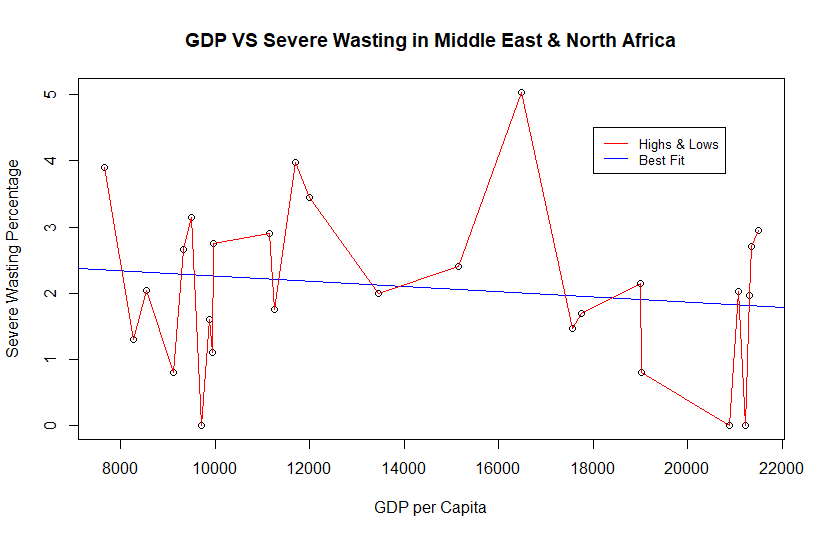 GDP VS Severe Wasting in Middle East & North Africa
Severe Wasting Percentage
5
4
3
2
1
0
Highs & Lows
Best Fit
8000 10000 12000 14000 16000 18000 20000 22000
GDP per Capita